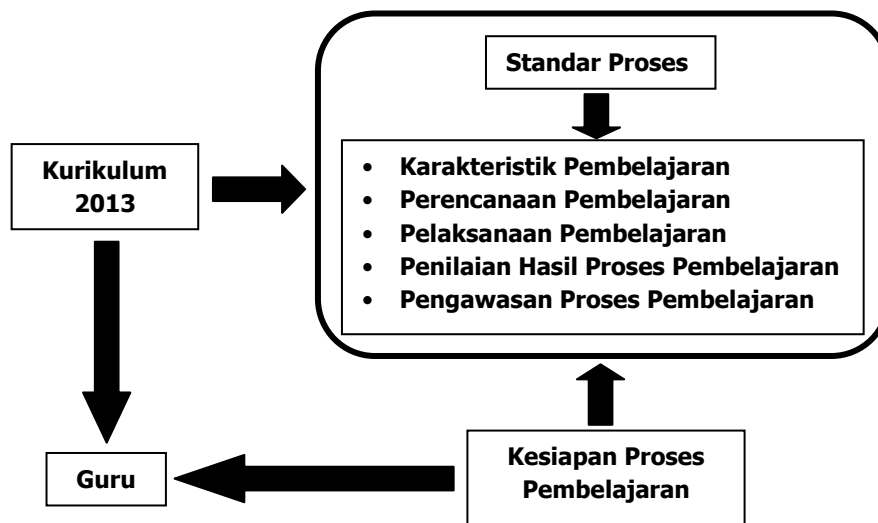 Standar Proses
Kurikulum
2013
• Karakteristik Pembelajaran
• Perencanaan Pembelajaran
• Pelaksanaan Pembelajaran
• Penilaian Hasil Proses Pembelajaran
• Pengawasan Proses Pembelajaran
Guru
Kesiapan Proses
Pembelajaran